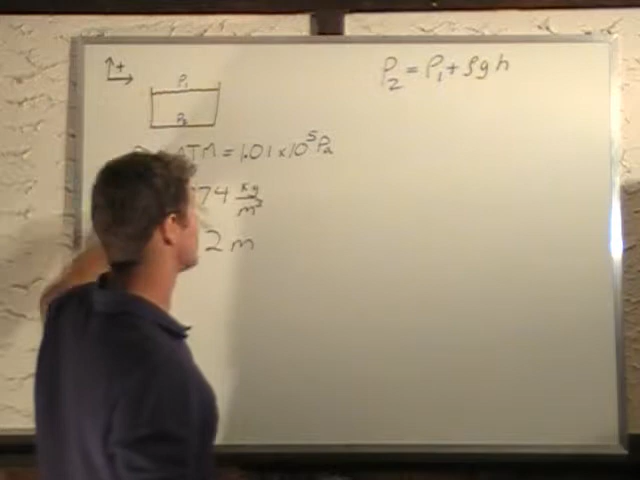 +
P₁
P₂
ATM = 1.01 × 10⁵ Pa
74 kg/m³
2 m
P₂ = P₁ + ρgh